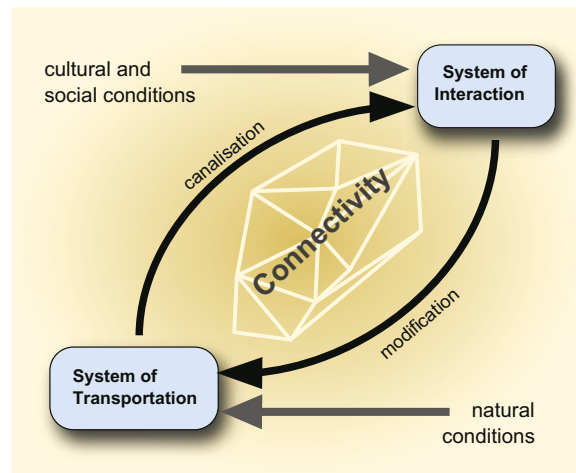 cultural and
social conditions
System of
Interaction
canalisation
Connectivity
modification
System of
Transportation
natural
conditions